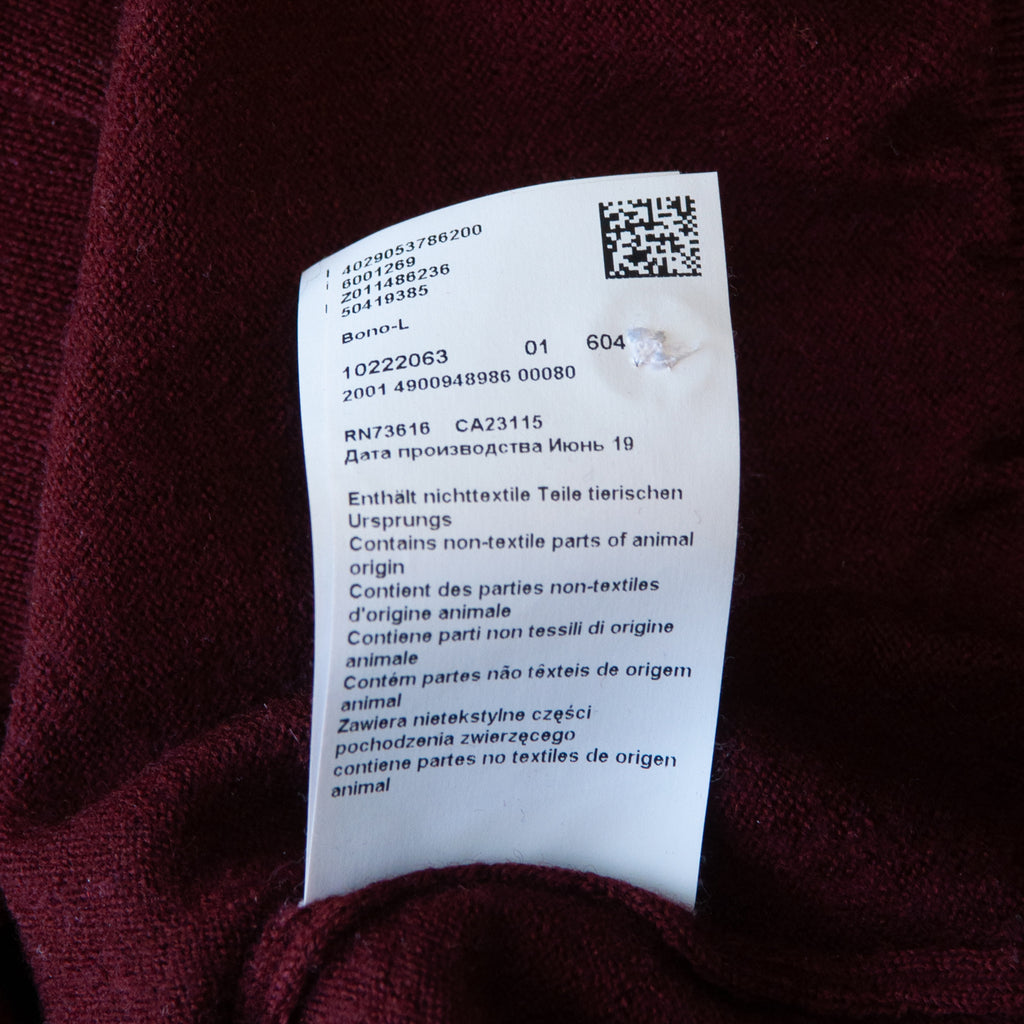 4029053786200
6001269
Z011486236
50419385
Bono-L
10222063 01 604
2001 4900948986 00080
RN73616 CA23115
Дата производства Июнь 19
Enthält nichttextile Teile tierischen
Ursprungs
Contains non-textile parts of animal
origin
Contient des parties non-textiles
d'origine animale
Contiene parti non tessili di origine
animale
Contém partes não têxteis de origem
animal
Zawiera nietekstylne części
pochodzenia zwierzęcego
contiene partes no textiles de origen
animal